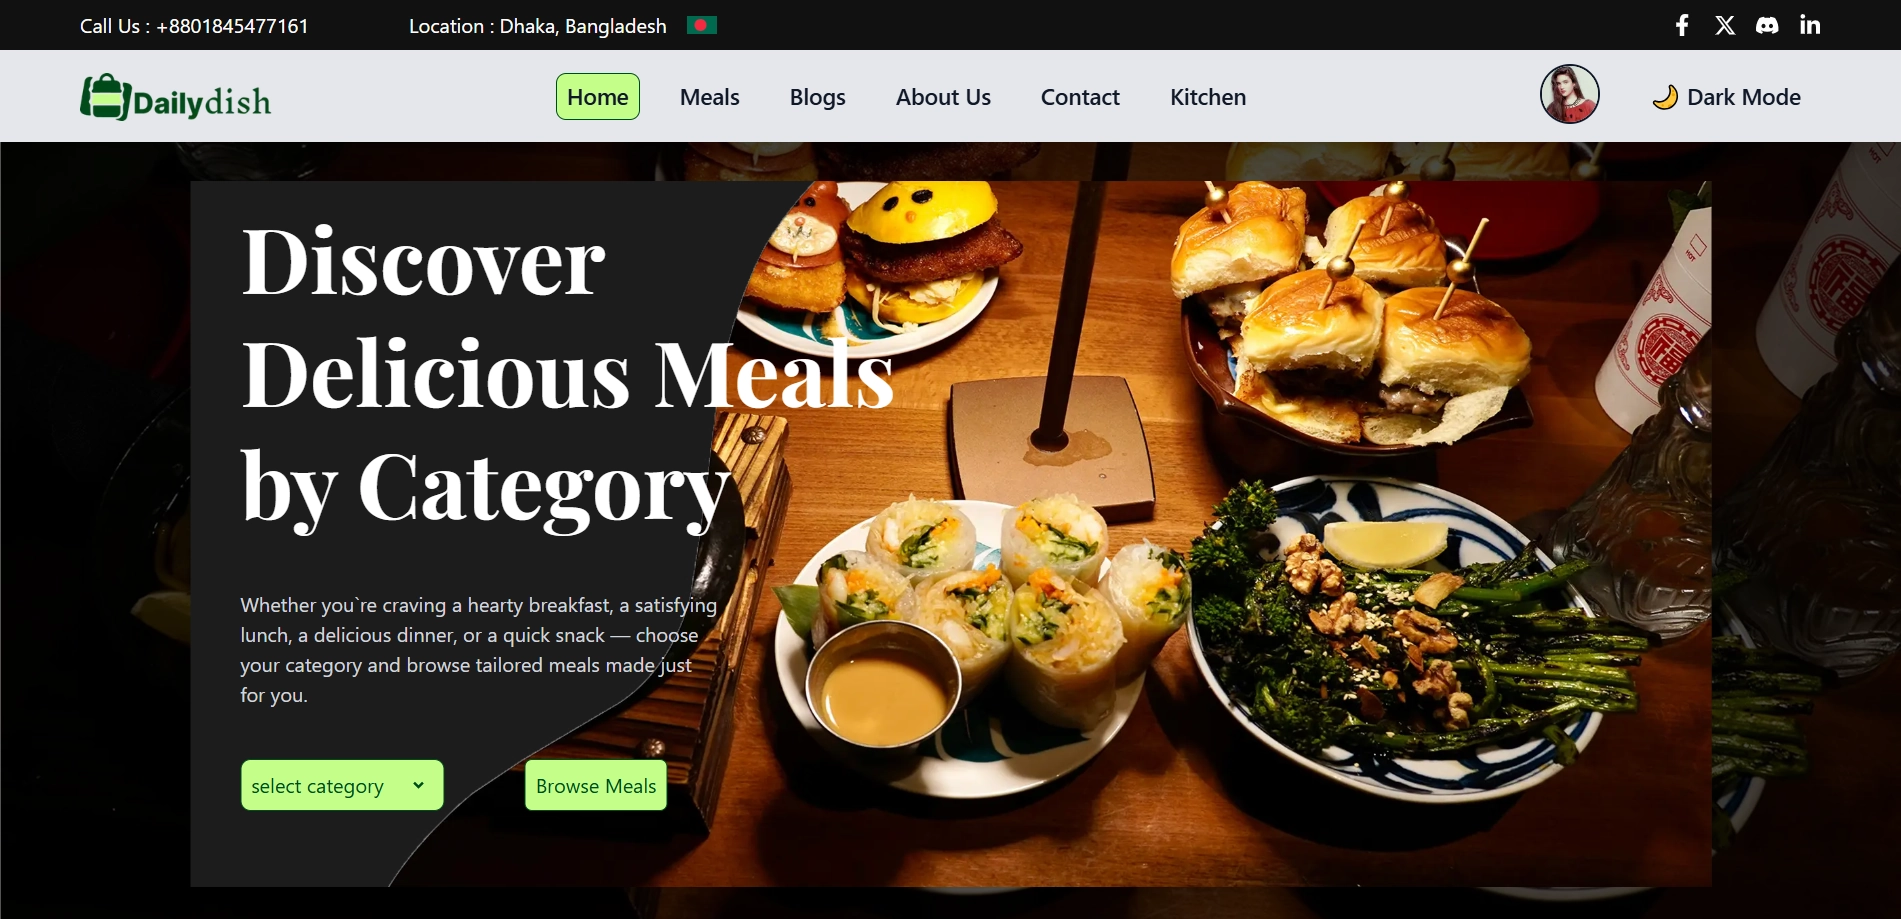 Call Us : +8801845477161
Location : Dhaka, Bangladesh
Dailydish
Home
Meals
Blogs
About Us
Contact
Kitchen
Dark Mode
Discover
Delicious Meals
by Category
Whether you`re craving a hearty breakfast, a satisfying
lunch, a delicious dinner, or a quick snack — choose
your category and browse tailored meals made just
for you.
select category
Browse Meals
福